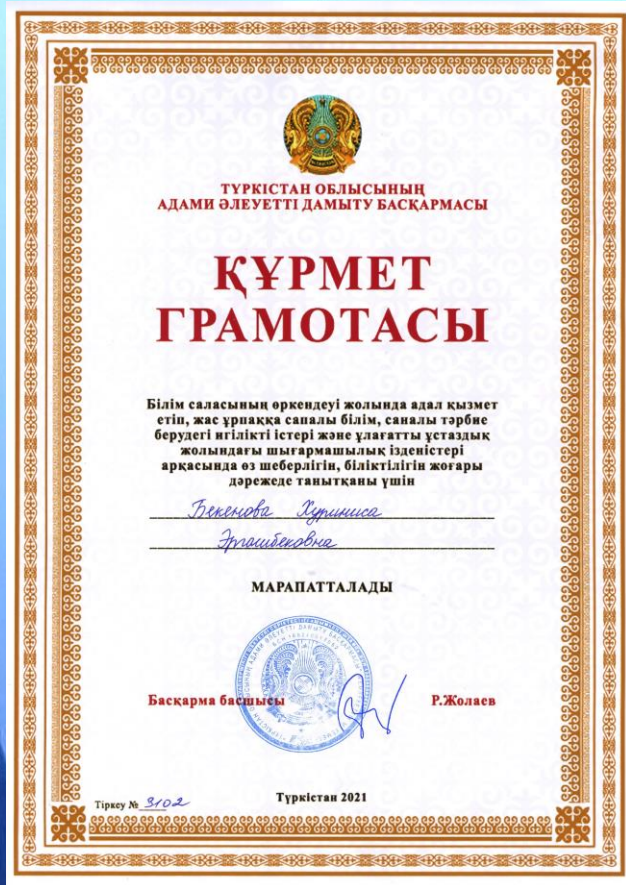 ТҮРКІСТАН ОБЛЫСЫНЫҢ
АДАМИ ӘЛЕУЕТТІ ДАМЫТУ БАСҚАРМАСЫ
ҚҰРМЕТ
ГРАМОТАСЫ
Білім саласының өркендеуі жолында адал қызмет
етіп, жас ұрпаққа сапалы білім, саналы тәрбие
берудегі игілікті істері және ұлағатты ұстаздық
жолындағы шығармашылық ізденістері
арқасында өз шеберлігін, біліктілігін жоғары
дәрежеде танытқаны үшін
Бекенова Хуриниса
Эргашбековна
МАРАПАТТАЛАДЫ
Басқарма басшысы Р.Жолаев
Тіркеу № 3102
Түркістан 2021